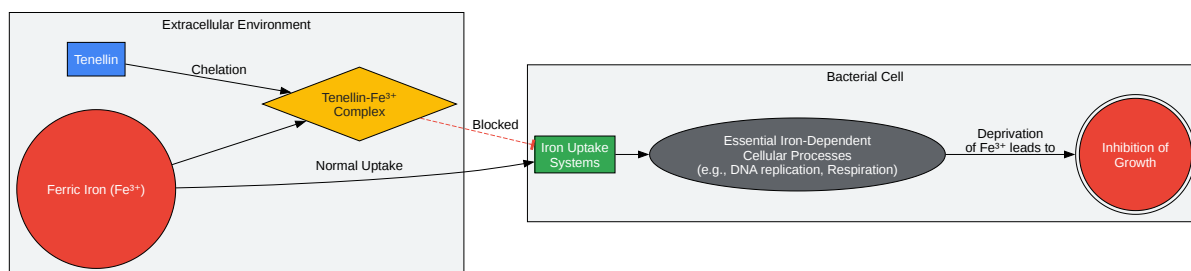 Extracellular Environment
Tenellin
Chelation
Tenellin-Fe³⁺
Complex
Ferric Iron (Fe³⁺)
Normal Uptake
Blocked
Bacterial Cell
Iron Uptake
Systems
Essential Iron-Dependent
Cellular Processes
(e.g., DNA replication, Respiration)
Deprivation
of Fe³⁺ leads to
Inhibition of
Growth